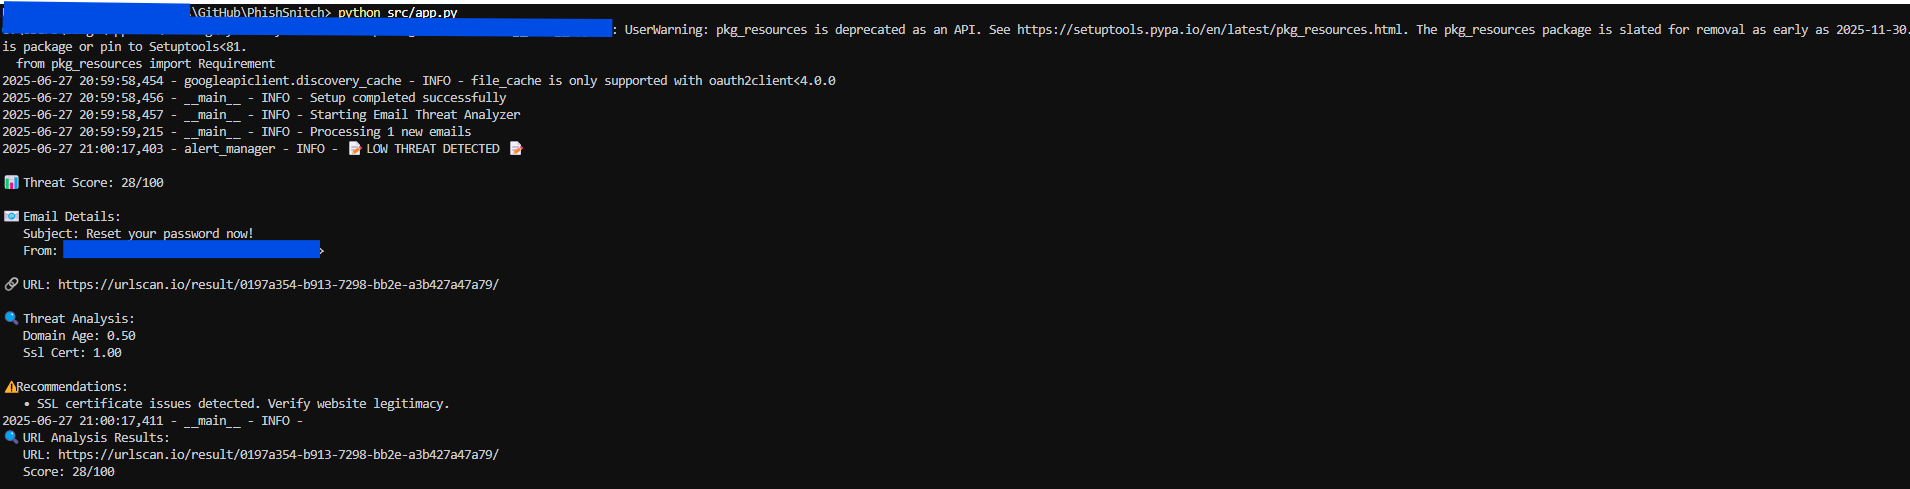 \GitHub\PhishSnitch> python src/app.py
: UserWarning: pkg_resources is deprecated as an API. See https://setuptools.pypa.io/en/latest/pkg_resources.html. The pkg_resources package is slated for removal as early as 2025-11-30.
is package or pin to Setuptools<81.
from pkg_resources import Requirement
2025-06-27 20:59:58,454 - googleapiclient.discovery_cache - INFO - file_cache is only supported with oauth2client<4.0.0
2025-06-27 20:59:58,456 - __main__ - INFO - Setup completed successfully
2025-06-27 20:59:58,457 - __main__ - INFO - Starting Email Threat Analyzer
2025-06-27 20:59:59,215 - __main__ - INFO - Processing 1 new emails
2025-06-27 21:00:17,403 - alert_manager - INFO - 📝 LOW THREAT DETECTED 📝
📊 Threat Score: 28/100
📧 Email Details:
Subject: Reset your password now!
From: >
🔗 URL: https://urlscan.io/result/0197a354-b913-7298-bb2e-a3b427a47a79/
🔍 Threat Analysis:
Domain Age: 0.50
Ssl Cert: 1.00
⚠️Recommendations:
• SSL certificate issues detected. Verify website legitimacy.
2025-06-27 21:00:17,411 - __main__ - INFO -
🔍 URL Analysis Results:
URL: https://urlscan.io/result/0197a354-b913-7298-bb2e-a3b427a47a79/
Score: 28/100